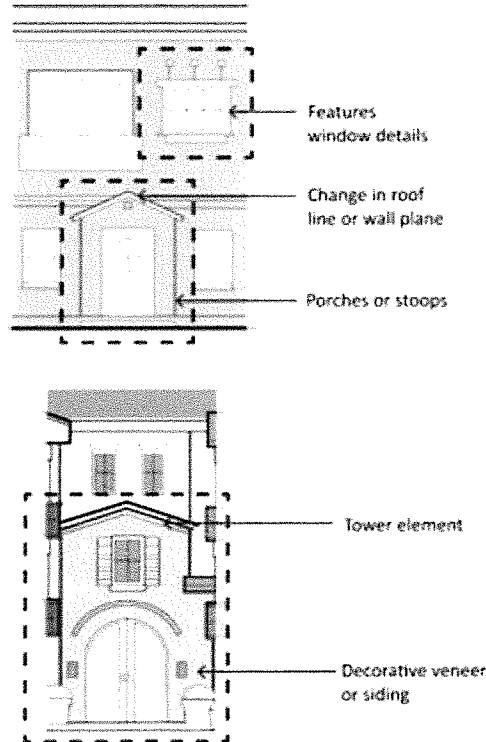 Features
window details
Change in roof
line or wall plane
Porches or stoops
Tower element
Decorative veneer
or siding